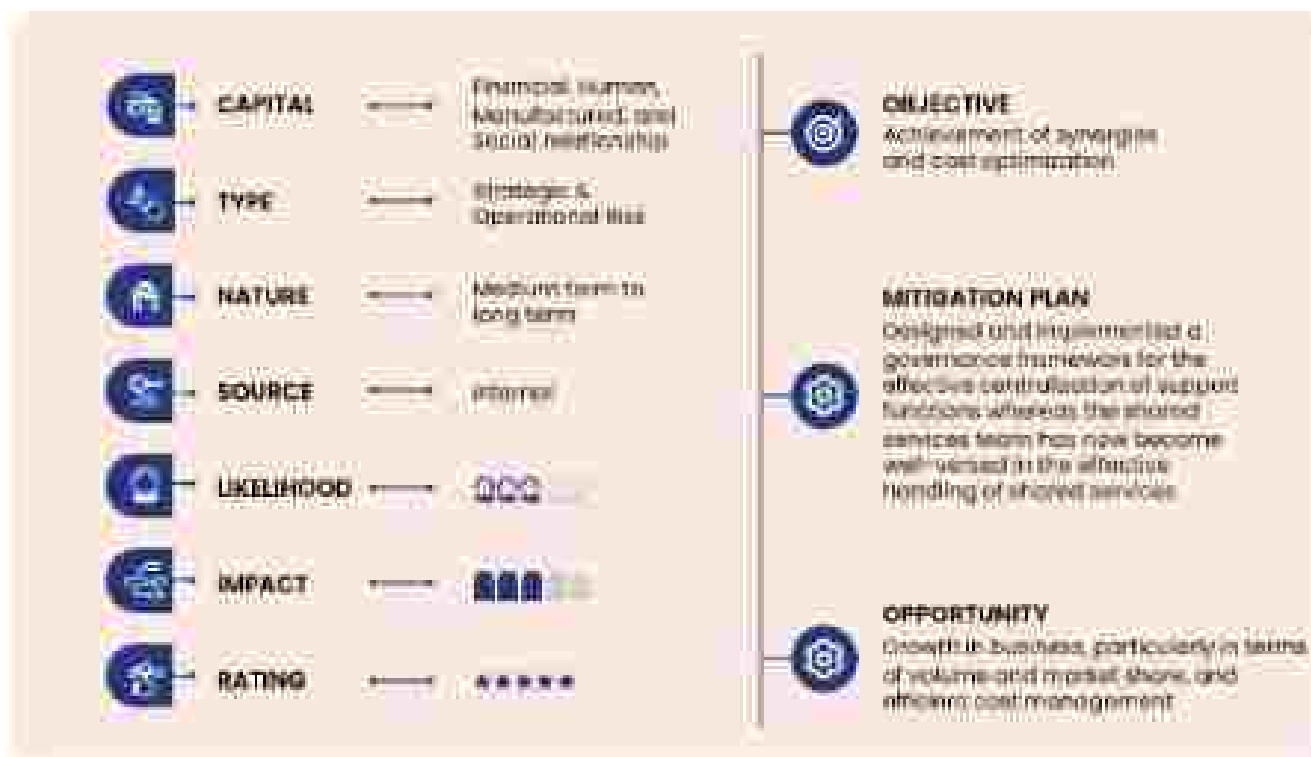 CAPITAL
Financial, Human,
Manufactured, and
Social relationship
TYPE
Strategic &
Operational Risk
NATURE
Medium term to
long term
SOURCE
Internal
LIKELIHOOD
IMPACT
RATING
OBJECTIVE
Achievement of synergies
and cost optimization
MITIGATION PLAN
Designed and implemented a
governance framework for the
effective centralisation of support
functions whereas the shared
services team has now become
well-versed in the effective
handling of shared services
OPPORTUNITY
Growth in business, particularly in terms
of volume and market share, and
efficient cost management